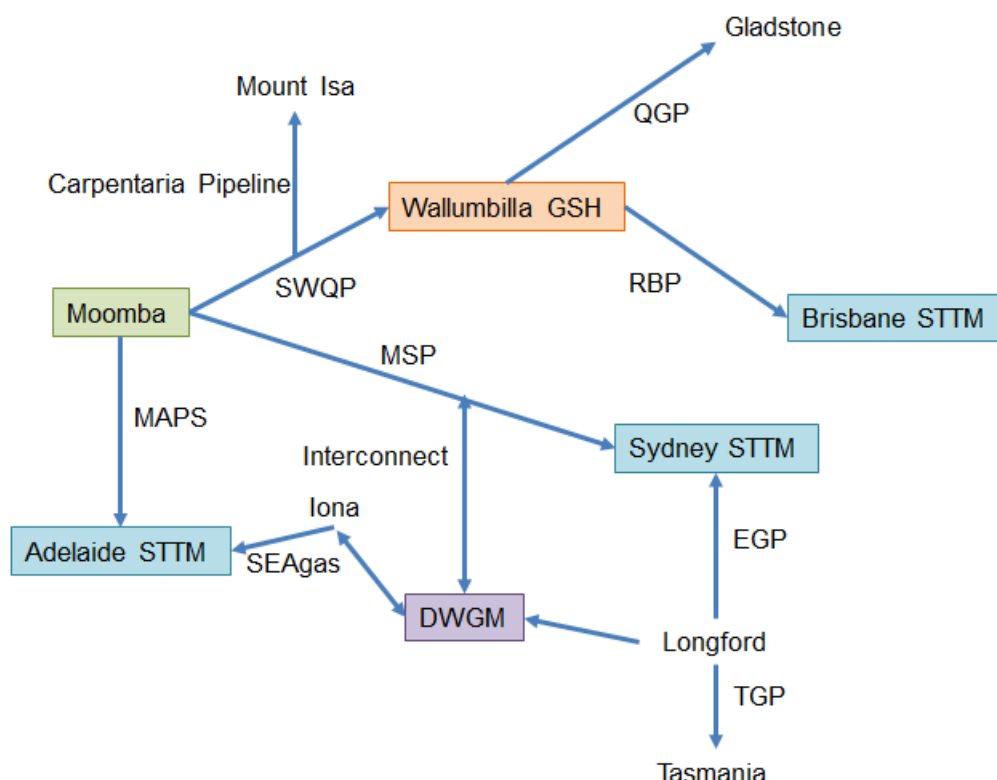 Gladstone
Mount Isa
QGP
Carpentaria Pipeline
Wallumbilla GSH
SWQP
RBP
Moomba
Brisbane STTM
MSP
MAPS
Sydney STTM
Interconnect
Iona
Adelaide STTM
SEAgas
EGP
DWGM
Longford
TGP
Tasmania